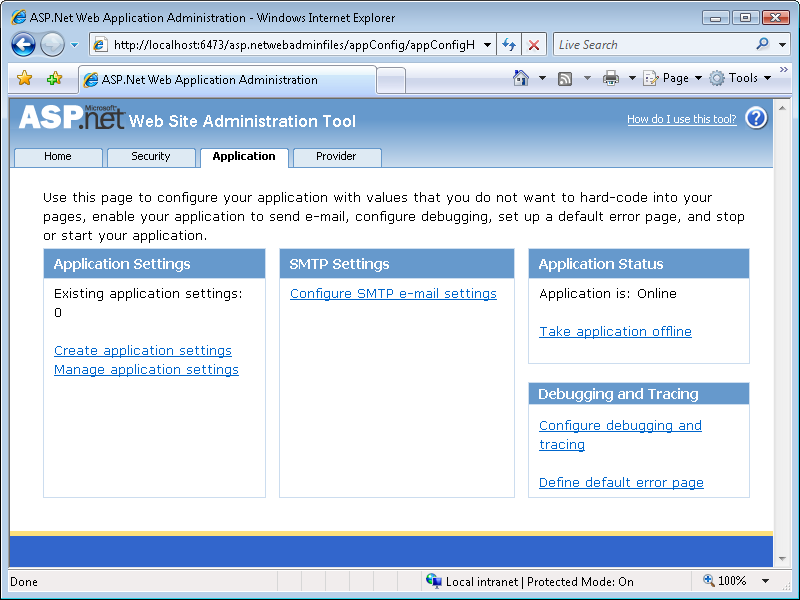 ASP.Net Web Application Administration - Windows Internet Explorer
http://localhost:6473/asp.netwebadminfiles/appConfig/appConfigH
Live Search
ASP.Net Web Application Administration
Page
Tools
Microsoft
ASP.net Web Site Administration Tool
How do I use this tool?
Home
Security
Application
Provider
Use this page to configure your application with values that you do not want to hard-code into your
pages, enable your application to send e-mail, configure debugging, set up a default error page, and stop
or start your application.
Application Settings
Existing application settings:
0
Create application settings
Manage application settings
SMTP Settings
Configure SMTP e-mail settings
Application Status
Application is: Online
Take application offline
Debugging and Tracing
Configure debugging and
tracing
Define default error page
Done
Local intranet | Protected Mode: On
100%